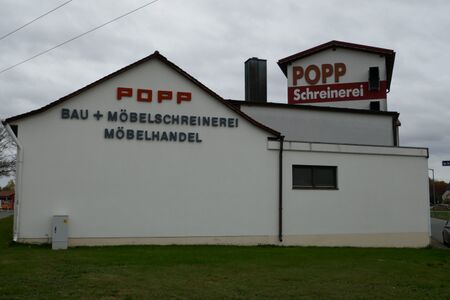 POPP
BAU + MÖBELSCHREINEREI
MÖBELHANDEL
POPP
Schreinerei